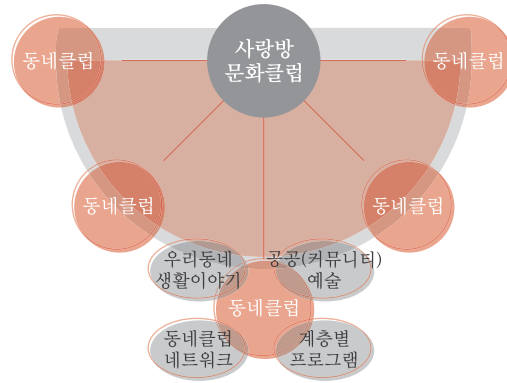 사랑방
문화클럽
동네클럽
동네클럽
동네클럽
동네클럽
우리동네
생활이야기
공공(커뮤니티)
예술
동네클럽
동네클럽
네트워크
계층별
프로그램